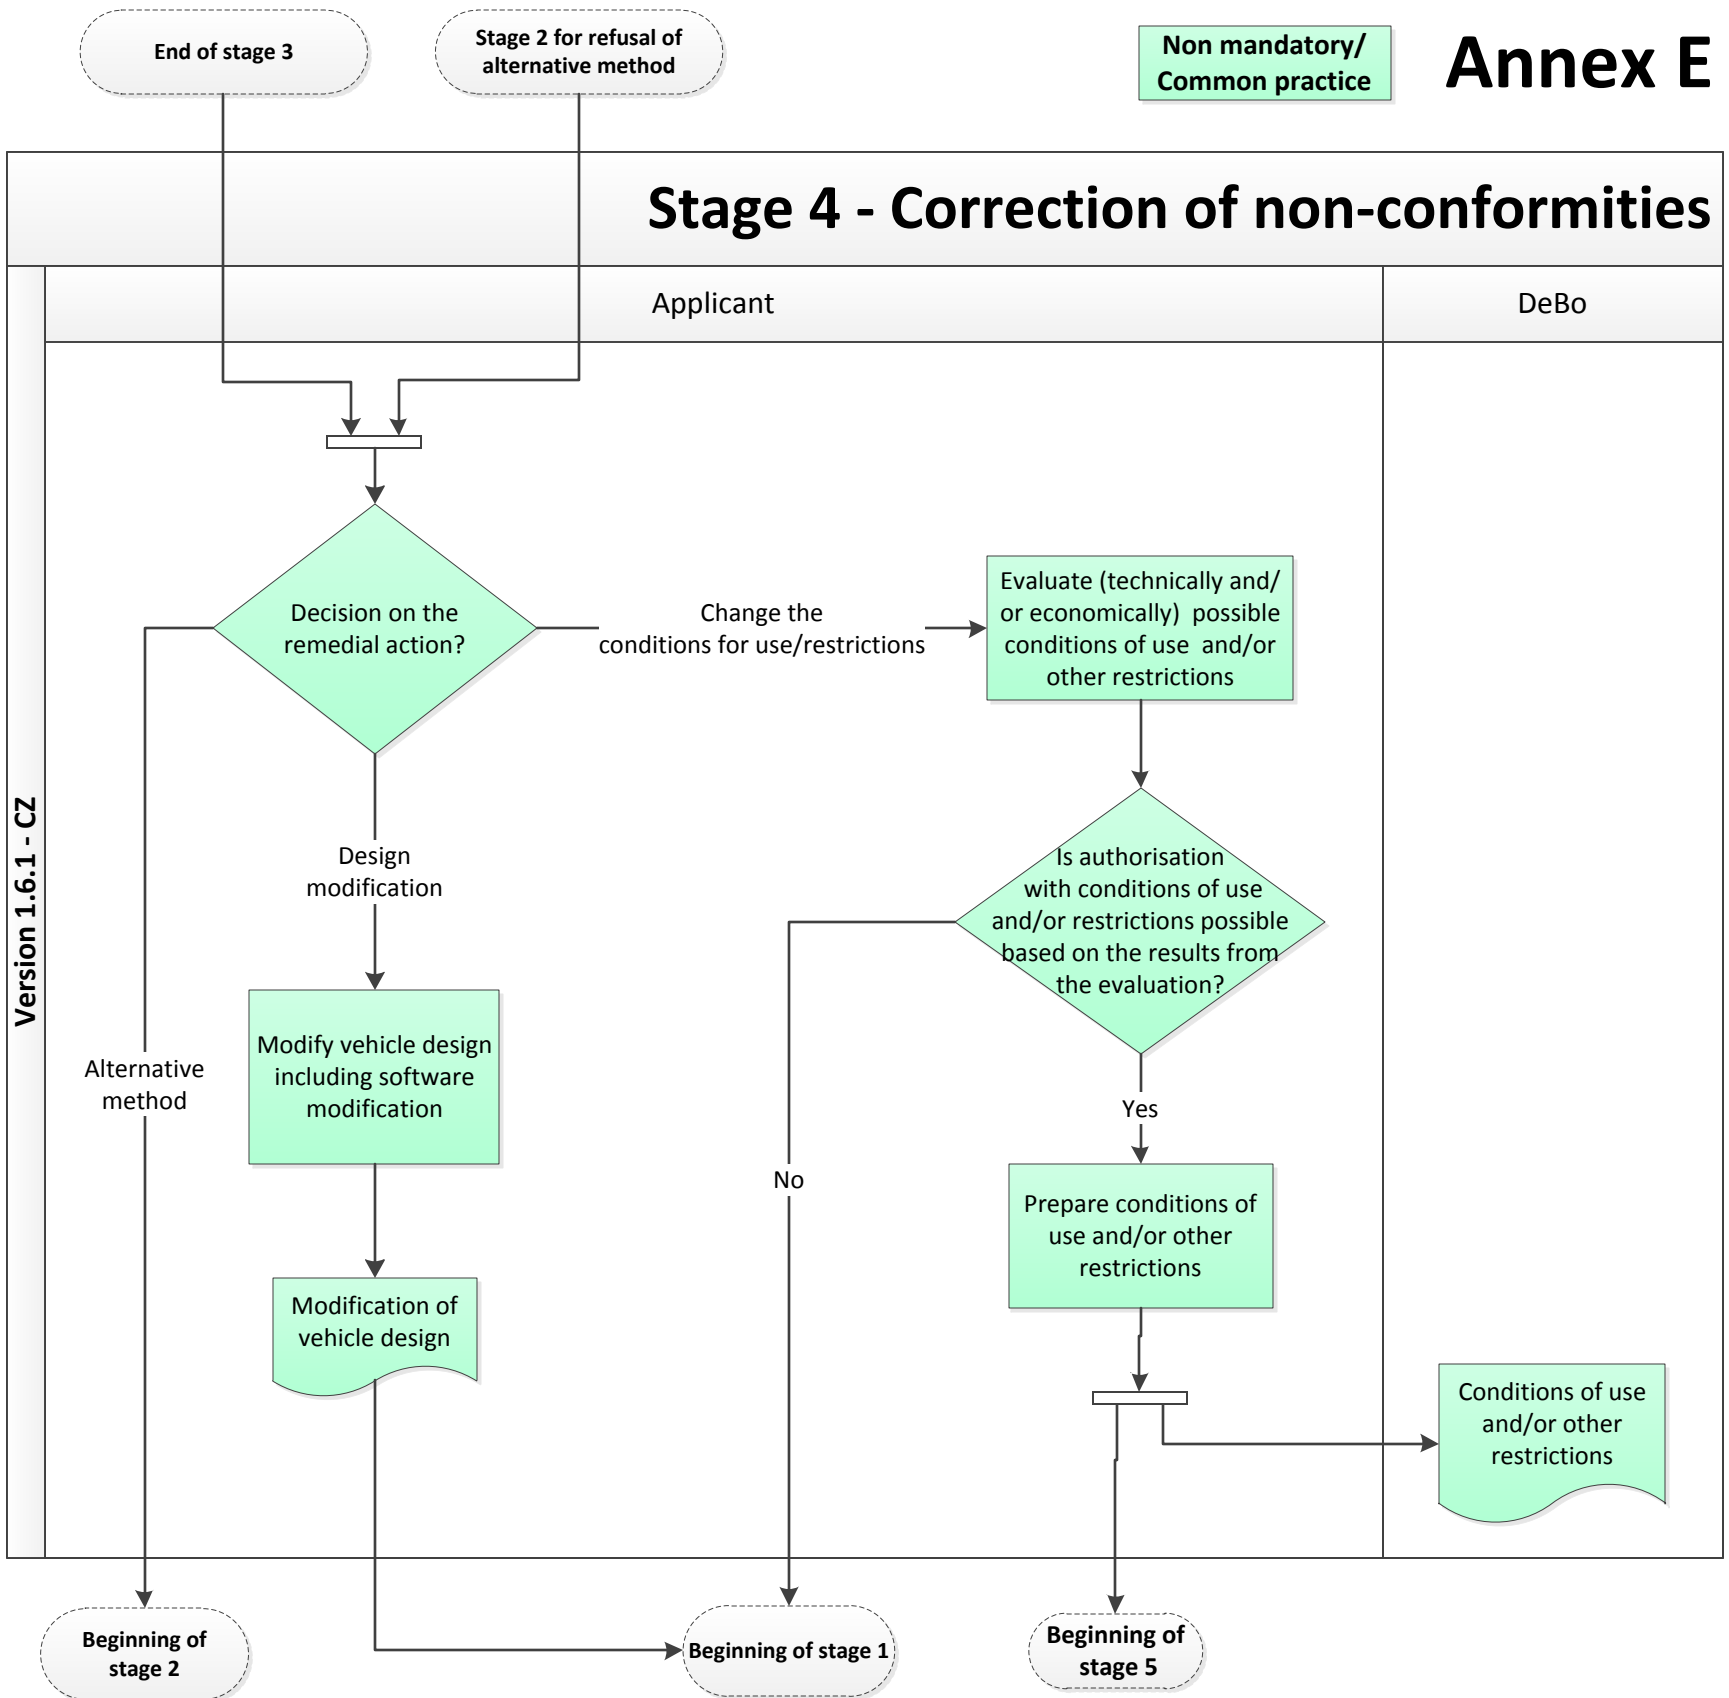 End of stage 3
Stage 2 for refusal of
alternative method
Non mandatory/
Common practice
Annex E
Stage 4 - Correction of non-conformities
Applicant
DeBo
Version 1.6.1 - CZ
Decision on the
remedial action?
Change the
conditions for use/restrictions
Evaluate (technically and/
or economically)  possible
conditions of use  and/or
other restrictions
Design
modification
Is authorisation
with conditions of use
and/or restrictions possible
based on the results from
the evaluation?
Alternative
method
Modify vehicle design
including software
modification
Yes
No
Prepare conditions of
use and/or other
restrictions
Modification of
vehicle design
Conditions of use
and/or other
restrictions
Beginning of
stage 2
Beginning of stage 1
Beginning of
stage 5